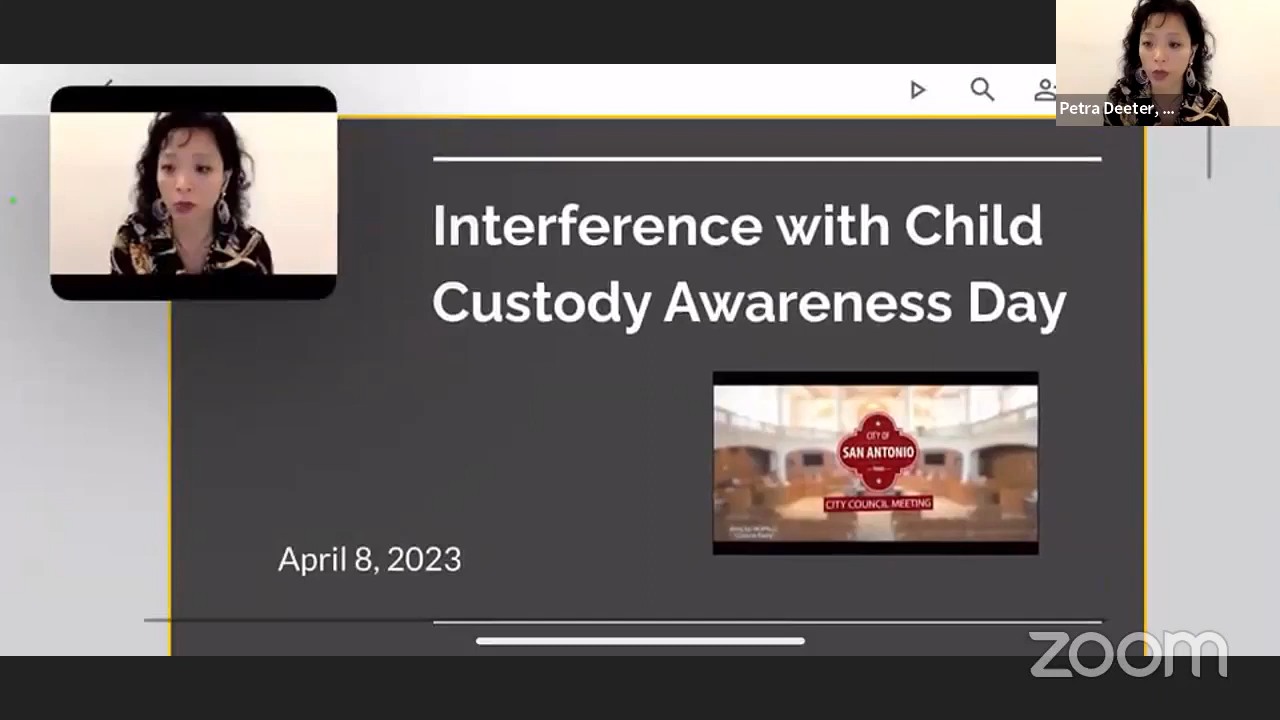 Petra Deeter, ...
Interference with Child
Custody Awareness Day
CITY OF
SAN ANTONIO
CITY COUNCIL MEETING
April 8, 2023
zoom